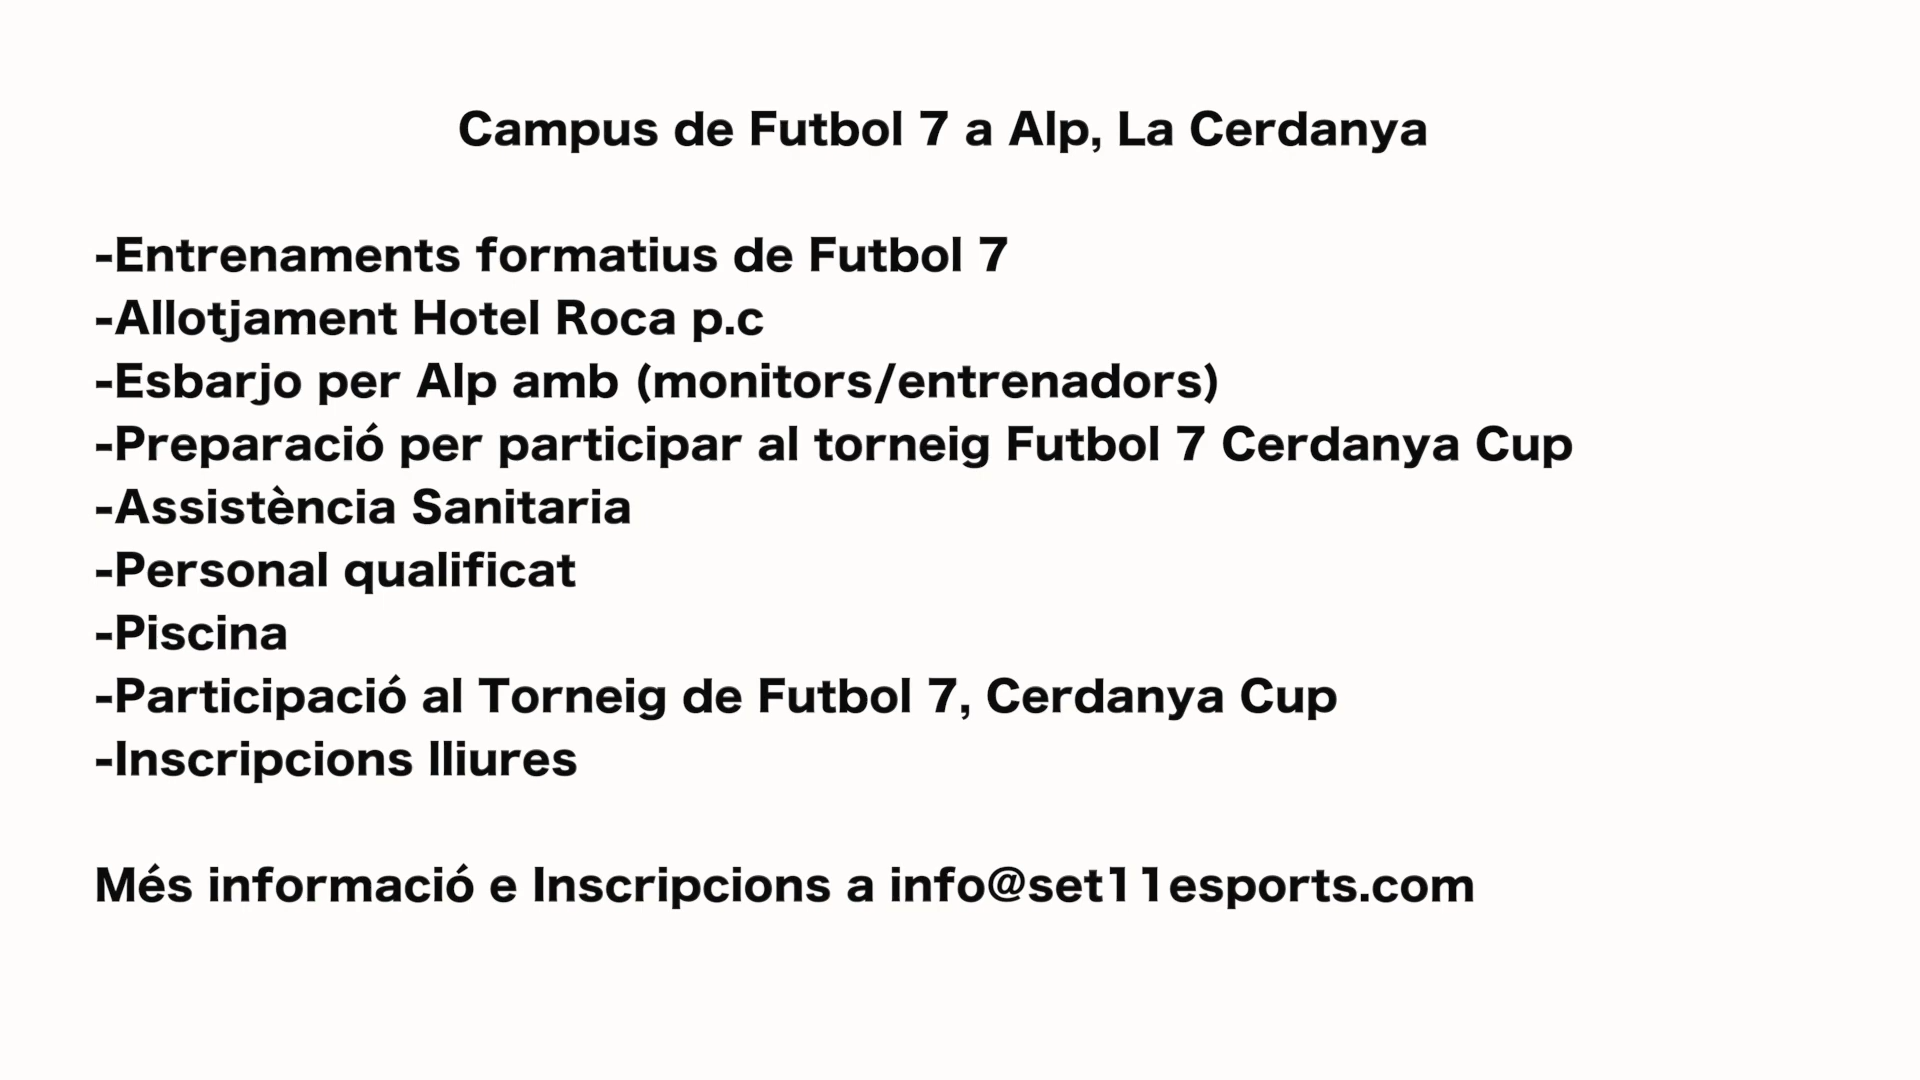 Campus de Futbol 7 a Alp, La Cerdanya
-Entrenaments formatius de Futbol 7
-Allotjament Hotel Roca p.c
-Esbarjo per Alp amb (monitors/entrenadors)
-Preparació per participar al torneig Futbol 7 Cerdanya Cup
-Assistència Sanitaria
-Personal qualificat
-Piscina
-Participació al Torneig de Futbol 7, Cerdanya Cup
-Inscripcions lliures
Més informació e Inscripcions a info@set11esports.com